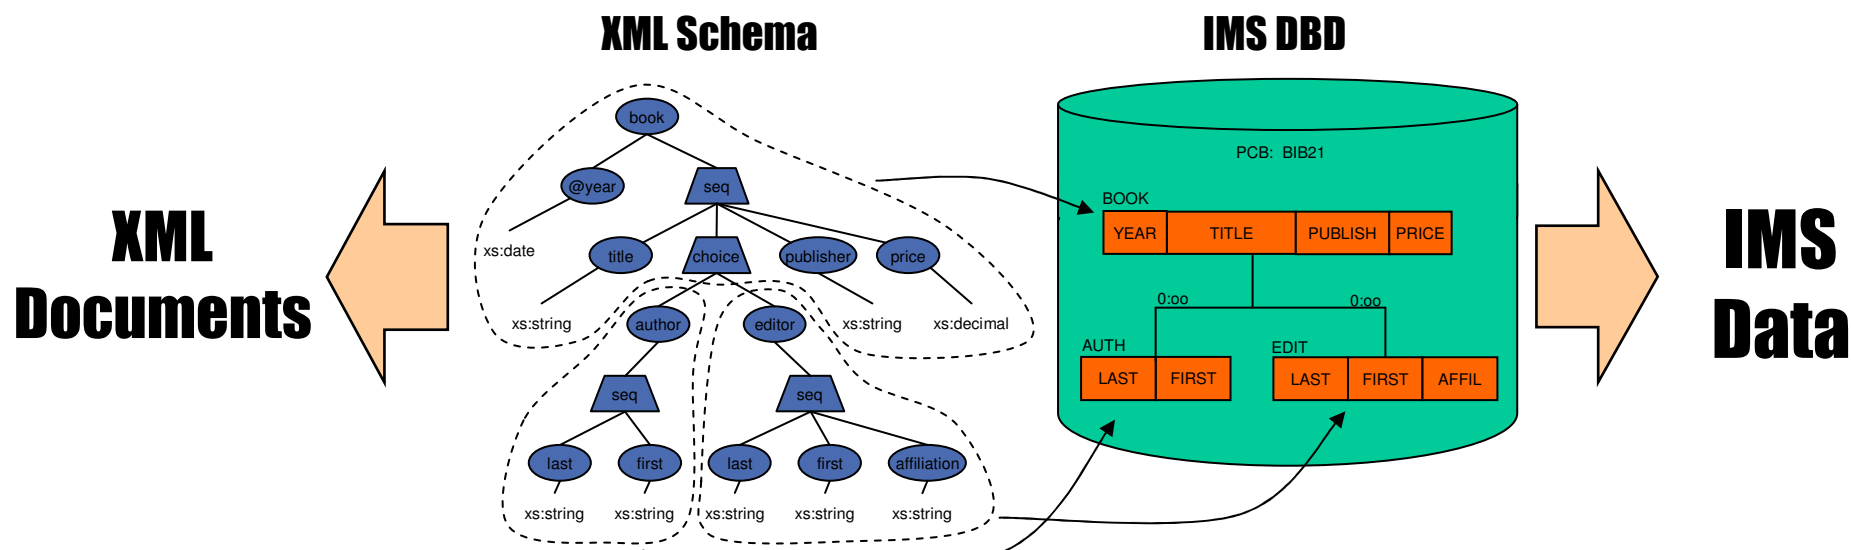 XML Schema
IMS DBD
book
PCB: BIB21
@year
seq
BOOK
YEAR TITLE PUBLISH PRICE
XML
Documents
IMS
Data
xs:date
title
choice
publisher
price
0:oo
0:oo
xs:string
author
editor
xs:string
xs:decimal
AUTH
EDIT
LAST FIRST
LAST FIRST AFFIL
seq
seq
last
first
last
first
affiliation
xs:string
xs:string
xs:string
xs:string
xs:string